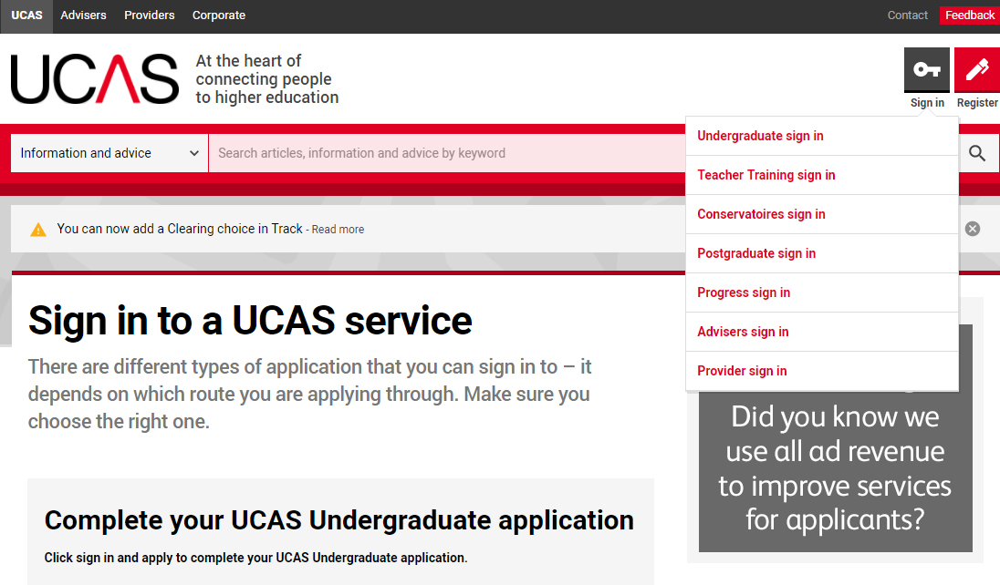 UCAS Advisers Providers Corporate Contact Feedback
UCAS
At the heart of
connecting people
to higher education
Sign in Register
Information and advice
Search articles, information and advice by keyword
Undergraduate sign in
Teacher Training sign in
Conservatoires sign in
Postgraduate sign in
Progress sign in
Advisers sign in
Provider sign in
You can now add a Clearing choice in Track - Read more
Sign in to a UCAS service
There are different types of application that you can sign in to – it
depends on which route you are applying through. Make sure you
choose the right one.
Complete your UCAS Undergraduate application
Click sign in and apply to complete your UCAS Undergraduate application.
Did you know we
use all ad revenue
to improve services
for applicants?